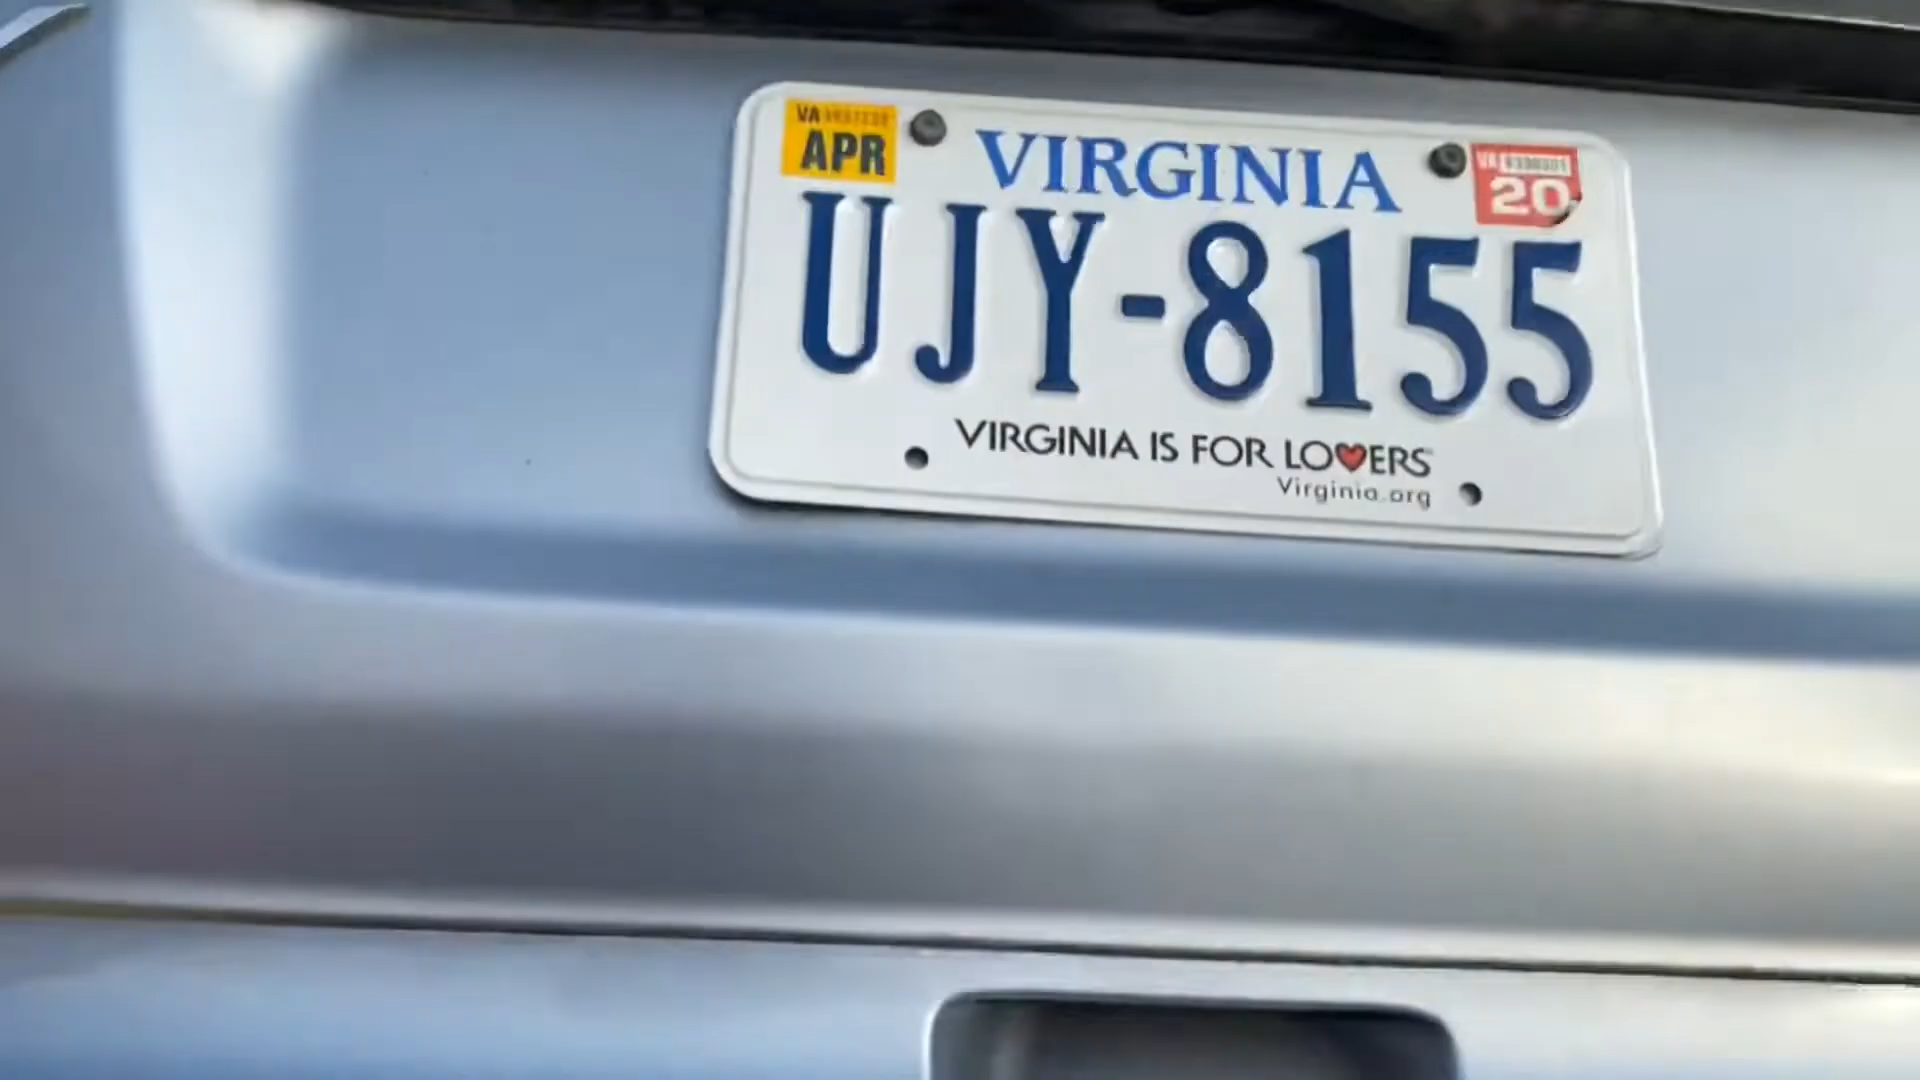 VA
APR
VIRGINIA
VA
20
UJY-8155
VIRGINIA IS FOR LOVERS
Virginia.org